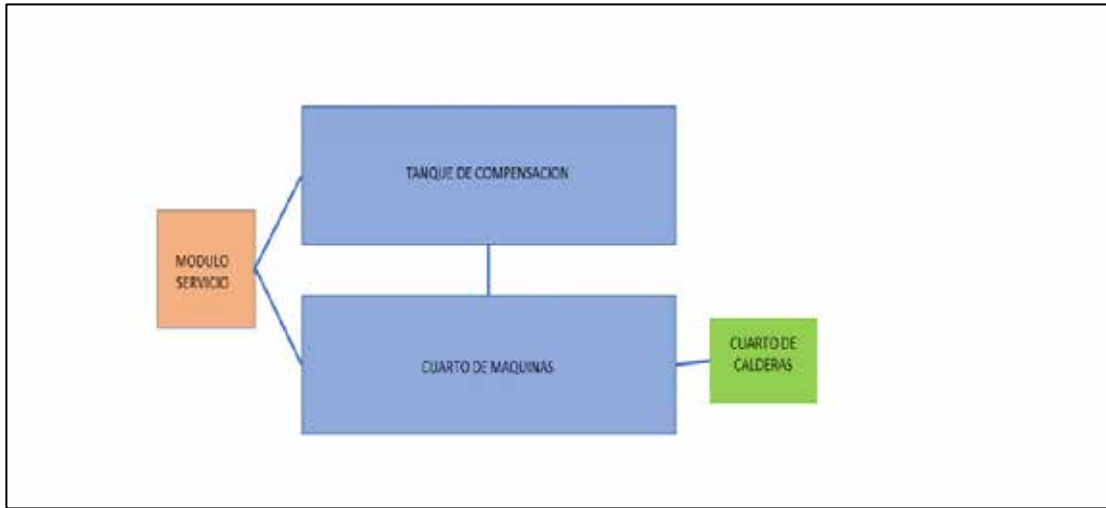 TANQUE DE COMPENSACION
MODULO
SERVICIO
CUARTO DE MAQUINAS
CUARTO DE
CALDERAS